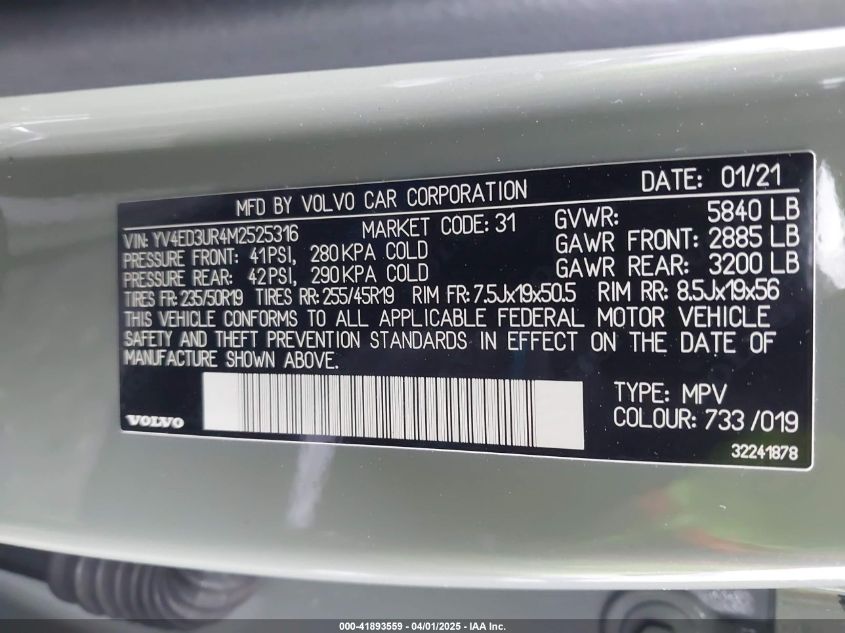 MFD BY VOLVO CAR CORPORATION DATE: 01/21
VIN: YV4ED3UR4M2525316 MARKET CODE: 31 GVWR: 5840 LB
PRESSURE FRONT: 41PSI, 280KPA COLD GAWR FRONT: 2885 LB
PRESSURE REAR: 42PSI, 290KPA COLD GAWR REAR: 3200 LB
TIRES FR: 235/50R19 TIRES RR: 255/45R19 RIM FR: 7.5Jx19x50.5 RIM RR: 8.5Jx19x56
THIS VEHICLE CONFORMS TO ALL APPLICABLE FEDERAL MOTOR VEHICLE
SAFETY AND THEFT PREVENTION STANDARDS IN EFFECT ON THE DATE OF
MANUFACTURE SHOWN ABOVE.
TYPE: MPV
VOLVO COLOUR: 733/019
32241878
000-41893559 - 04/01/2025 - IAA Inc.